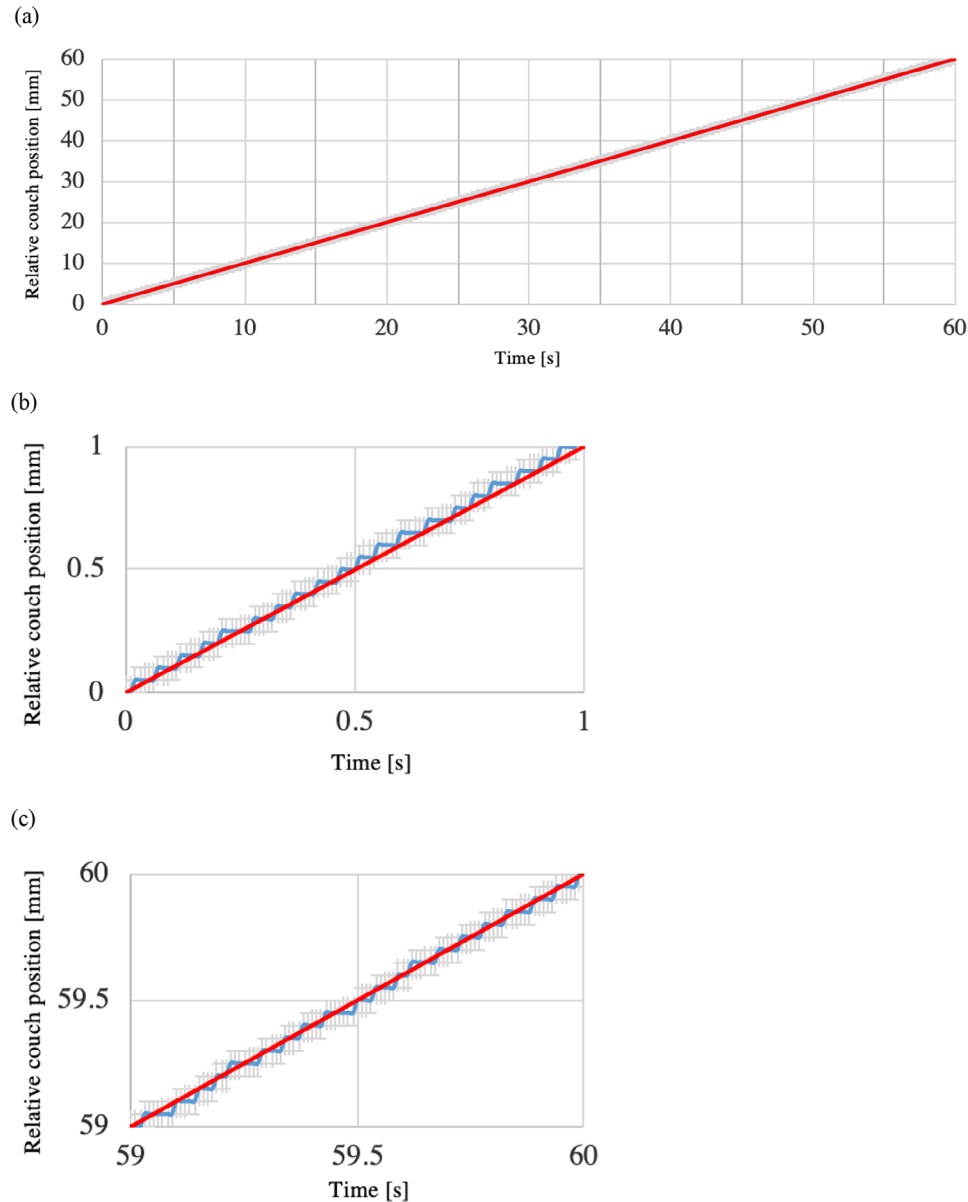 (a)
Relative couch position [mm]
60
50
40
30
20
10
0
0 10 20 30 40 50 60
Time [s]
(b)
Relative couch position [mm]
1
0.5
0
0 0.5 1
Time [s]
(c)
Relative couch position [mm]
60
59.5
59
59 59.5 60
Time [s]